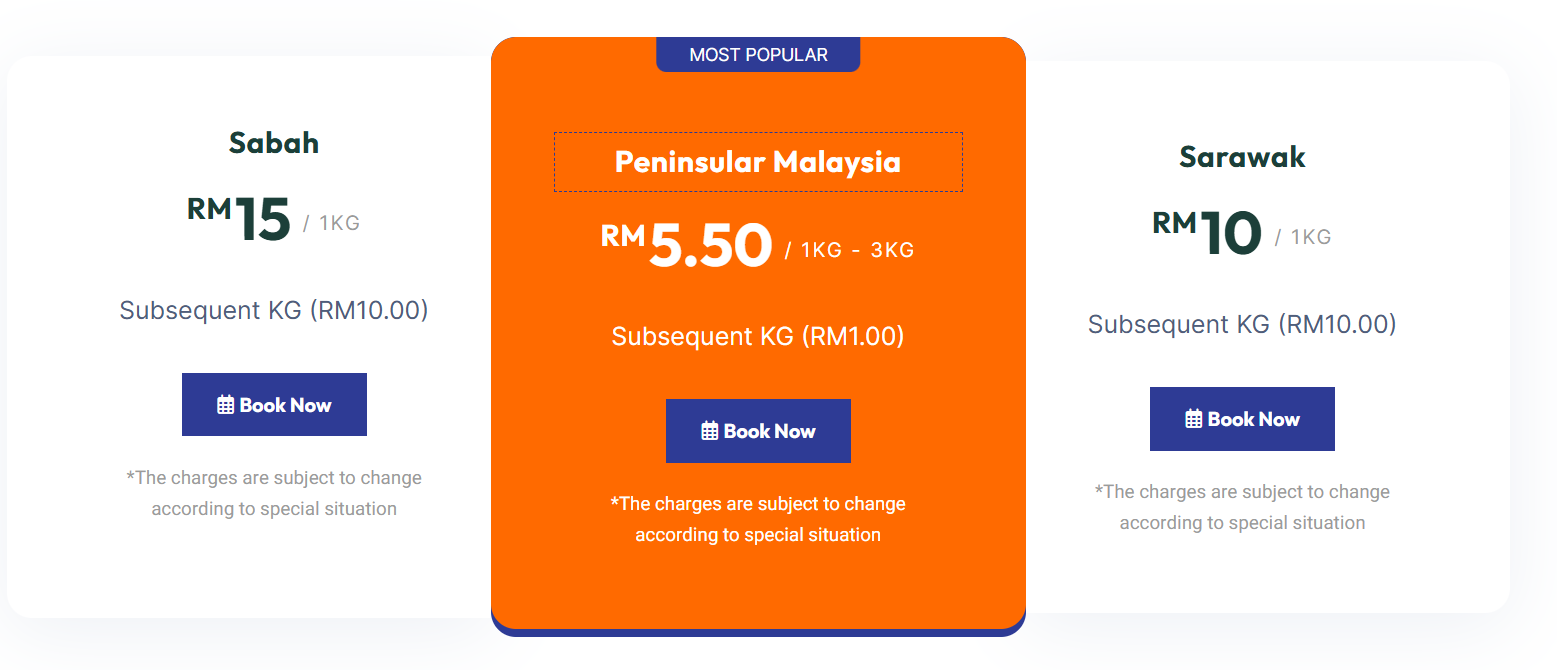 Sabah
RM15 / 1KG
Subsequent KG (RM10.00)
Book Now
*The charges are subject to change
according to special situation
MOST POPULAR
Peninsular Malaysia
RM5.50 / 1KG - 3KG
Subsequent KG (RM1.00)
Book Now
*The charges are subject to change
according to special situation
Sarawak
RM10 / 1KG
Subsequent KG (RM10.00)
Book Now
*The charges are subject to change
according to special situation